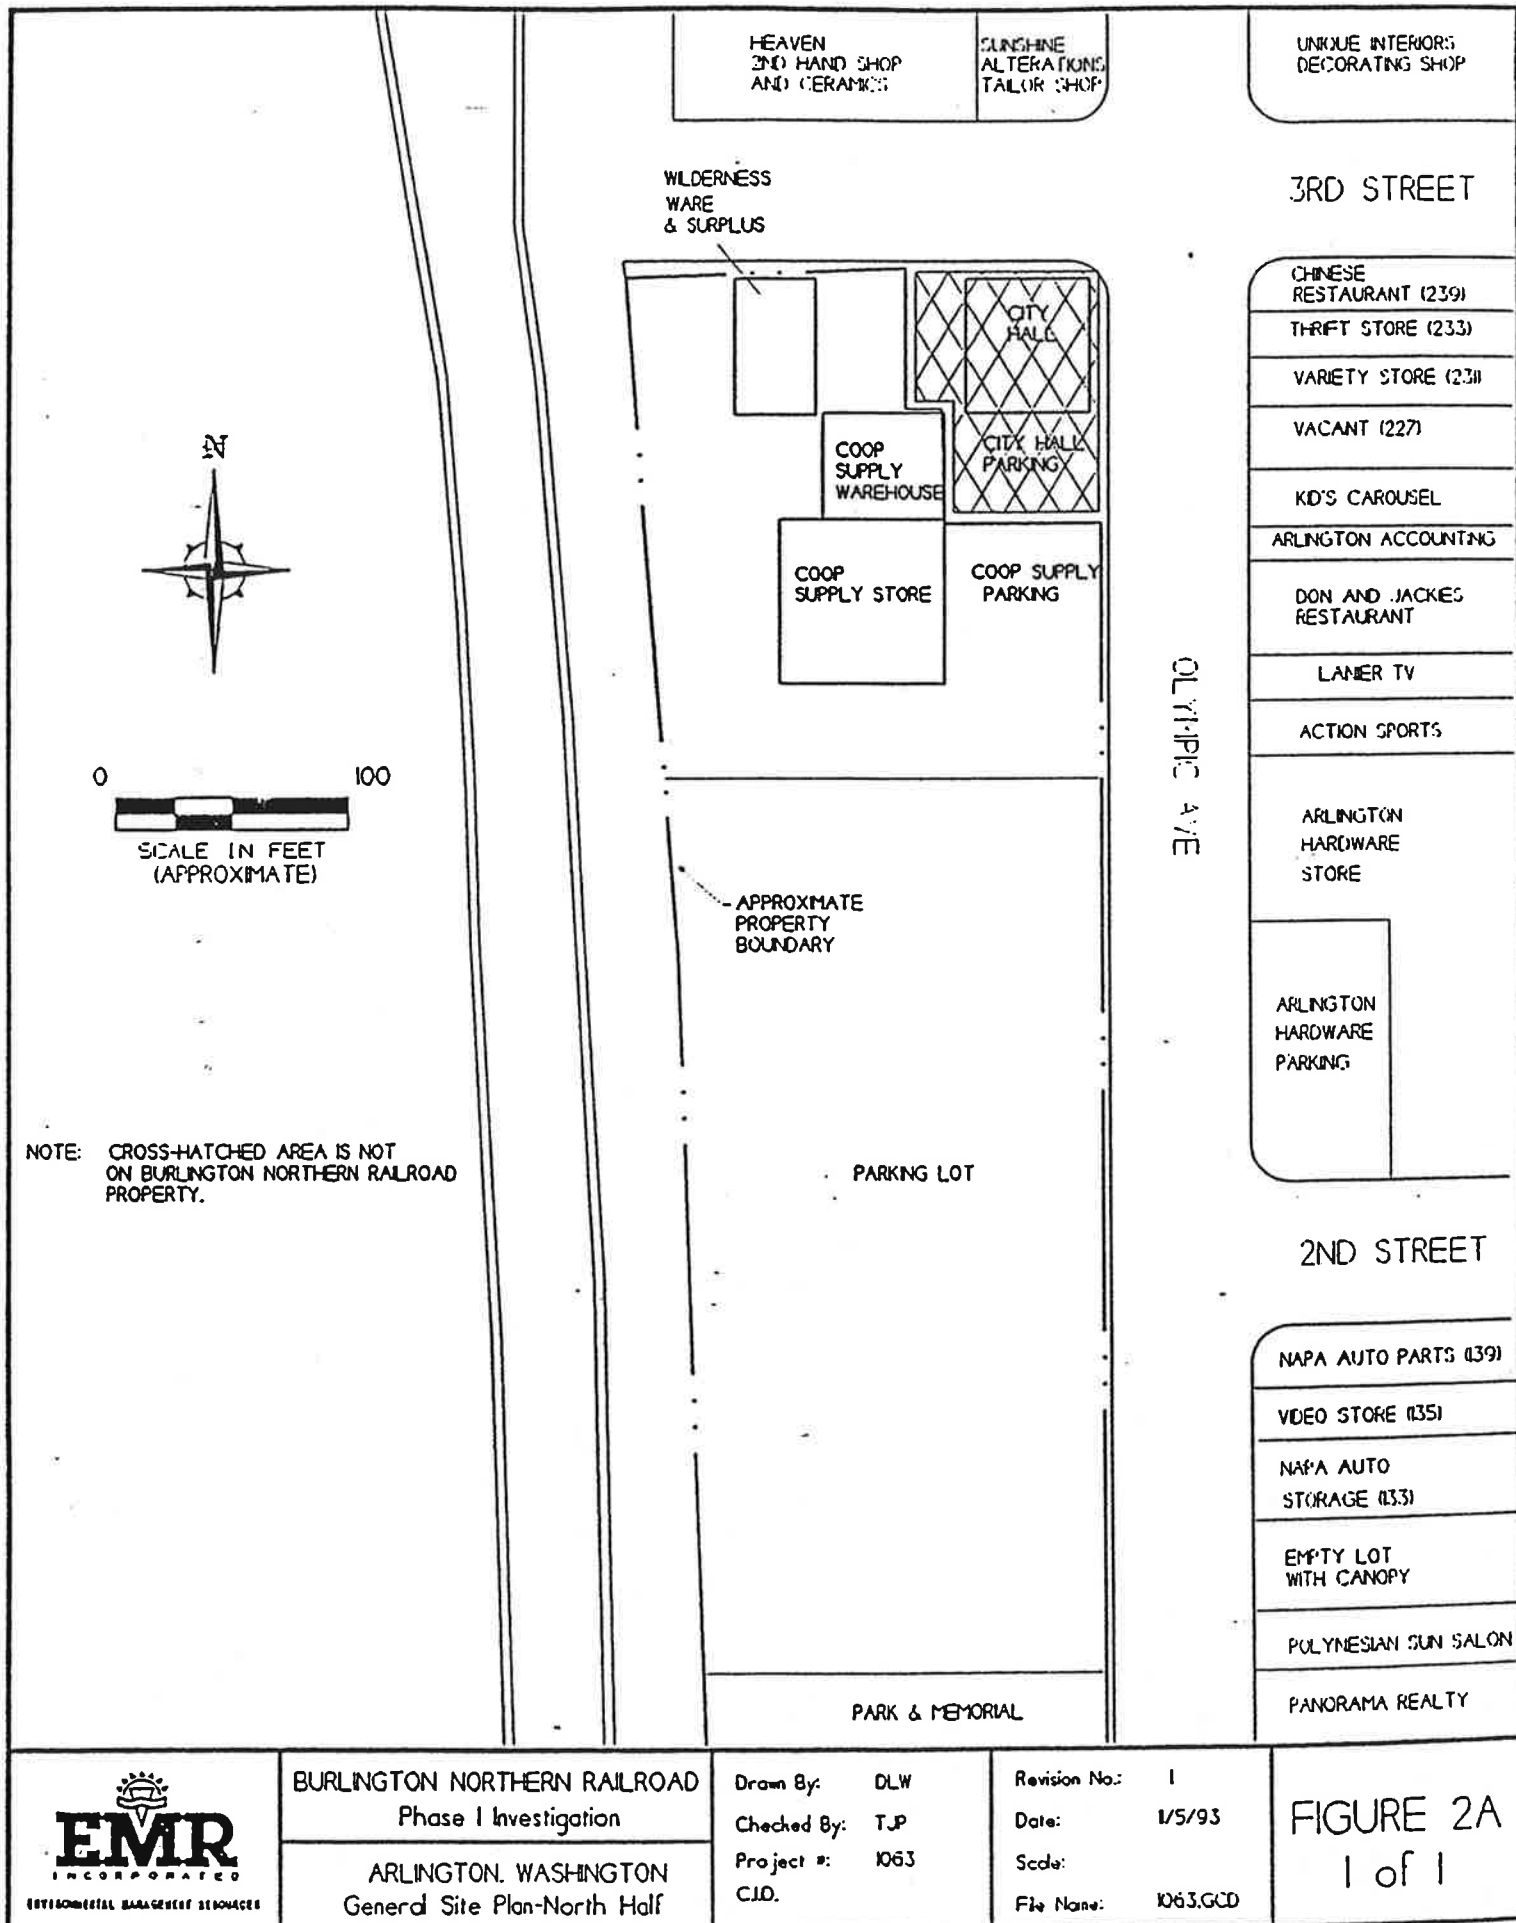 HEAVEN
2ND HAND SHOP
AND CERAMICS
SUNSHINE
ALTERATIONS
TAILOR SHOP
UNIQUE INTERIORS
DECORATING SHOP
3RD STREET
WILDERNESS
WARE
& SURPLUS
CITY
HALL
CITY HALL
PARKING
COOP
SUPPLY
WAREHOUSE
COOP
SUPPLY STORE
COOP SUPPLY
PARKING
CHINESE
RESTAURANT (239)
THRIFT STORE (233)
VARIETY STORE (231)
VACANT (227)
KID'S CAROUSEL
ARLINGTON ACCOUNTING
DON AND JACKIES
RESTAURANT
LANIER TV
ACTION SPORTS
ARLINGTON
HARDWARE
STORE
ARLINGTON
HARDWARE
PARKING
OLYMPIC AVE
N
0 100
SCALE IN FEET
(APPROXIMATE)
APPROXIMATE
PROPERTY
BOUNDARY
NOTE: CROSS-HATCHED AREA IS NOT
ON BURLINGTON NORTHERN RAILROAD
PROPERTY.
PARKING LOT
2ND STREET
NAPA AUTO PARTS (139)
VIDEO STORE (135)
NAPA AUTO
STORAGE (133)
EMPTY LOT
WITH CANOPY
POLYNESIAN SUN SALON
PANORAMA REALTY
PARK & MEMORIAL
EMR
INCORPORATED
ENVIRONMENTAL MANAGEMENT RESOURCES
BURLINGTON NORTHERN RAILROAD
Phase I Investigation
ARLINGTON, WASHINGTON
General Site Plan-North Half
Drawn By: DLW
Checked By: TJP
Project #: 1063
C.I.D.
Revision No.: 1
Date: 1/5/93
Scale:
File Name: 1063.GCD
FIGURE 2A
1 of 1